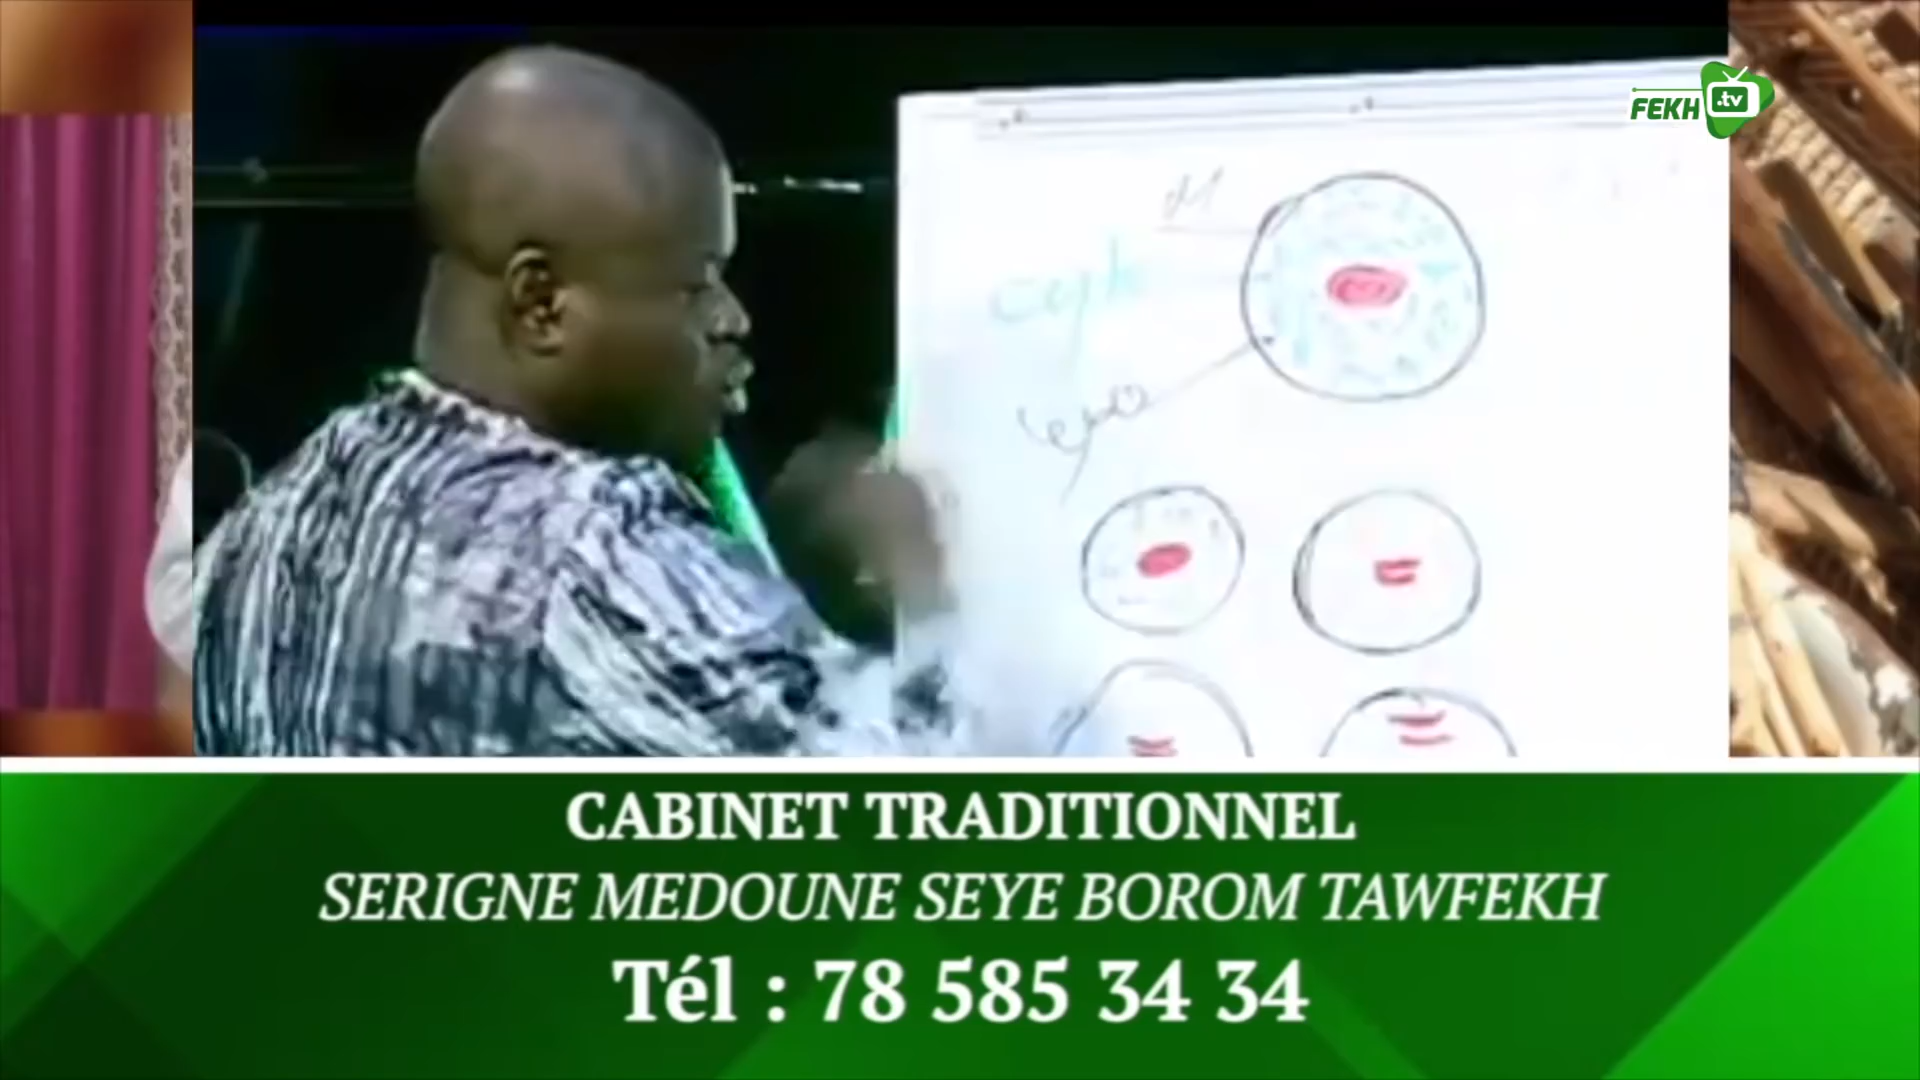 FEKH .tv
CABINET TRADITIONNEL
SERIGNE MEDOUNE SEYE BOROM TAWFEKH
Tél : 78 585 34 34